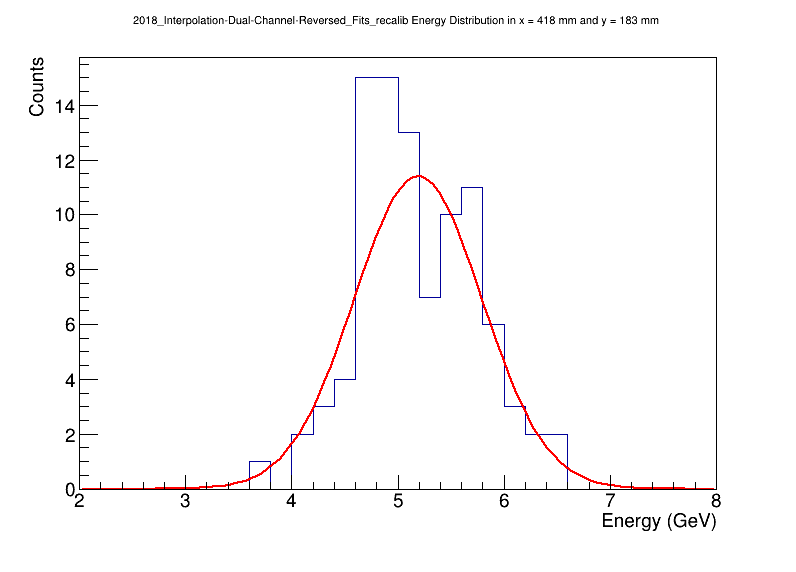 2018_Interpolation-Dual-Channel-Reversed_Fits_recalib Energy Distribution in x = 418 mm and y = 183 mm
Counts
14
12
10
8
6
4
2
0
2 3 4 5 6 7 8
Energy (GeV)